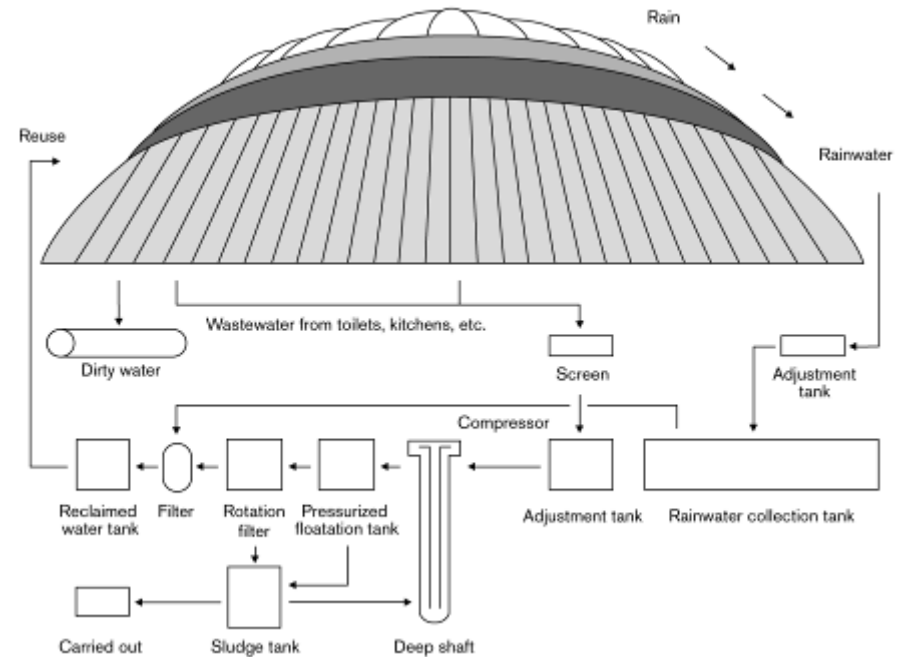 Rain
Reuse
Rainwater
Wastewater from toilets, kitchens, etc.
Dirty water
Screen
Adjustment
tank
Compressor
Reclaimed
water tank
Filter
Rotation
filter
Pressurized
floatation tank
Adjustment tank
Rainwater collection tank
Carried out
Sludge tank
Deep shaft